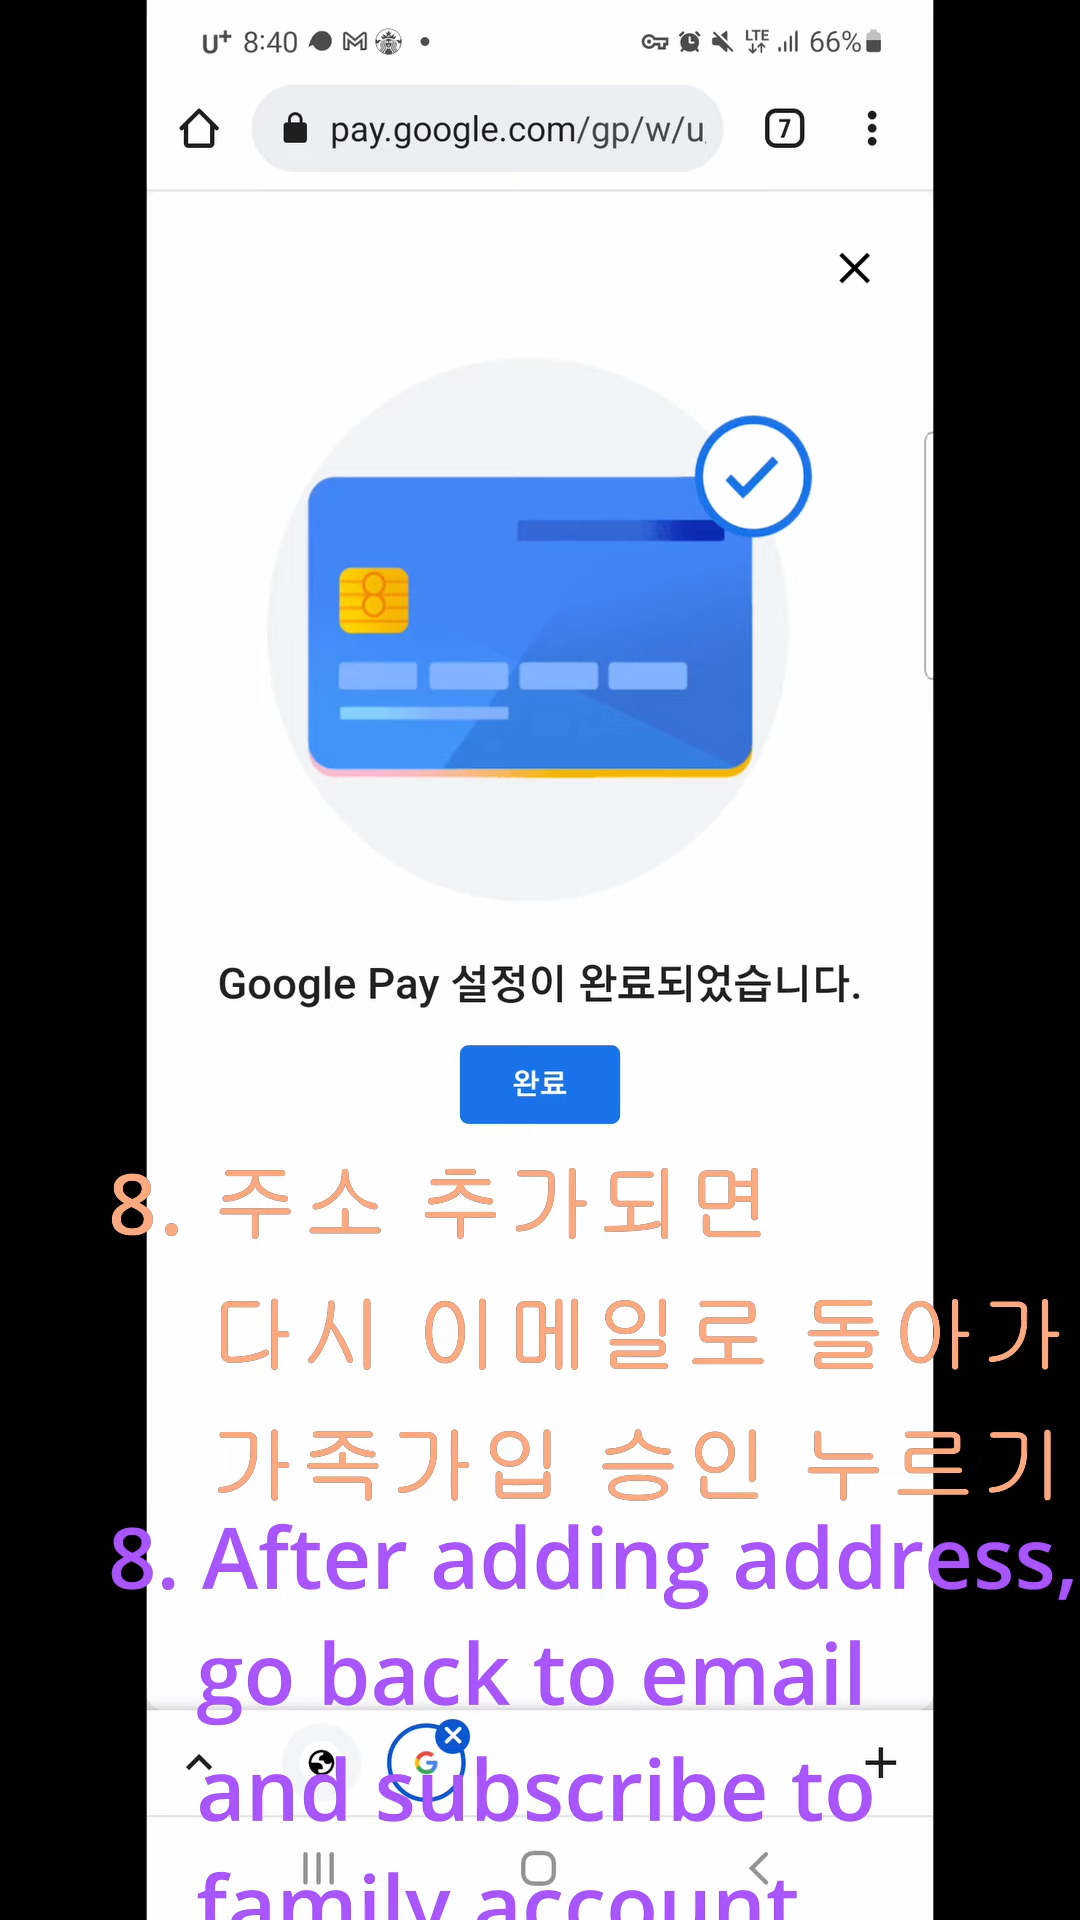 U+ 8:40 LTE 66%
pay.google.com/gp/w/u
7
Google Pay 설정이 완료되었습니다.
완료
8. 주소 추가되면
다시 이메일로 돌아가
가족가입 승인 누르기
8. After adding address,
go back to email
and subscribe to
family account